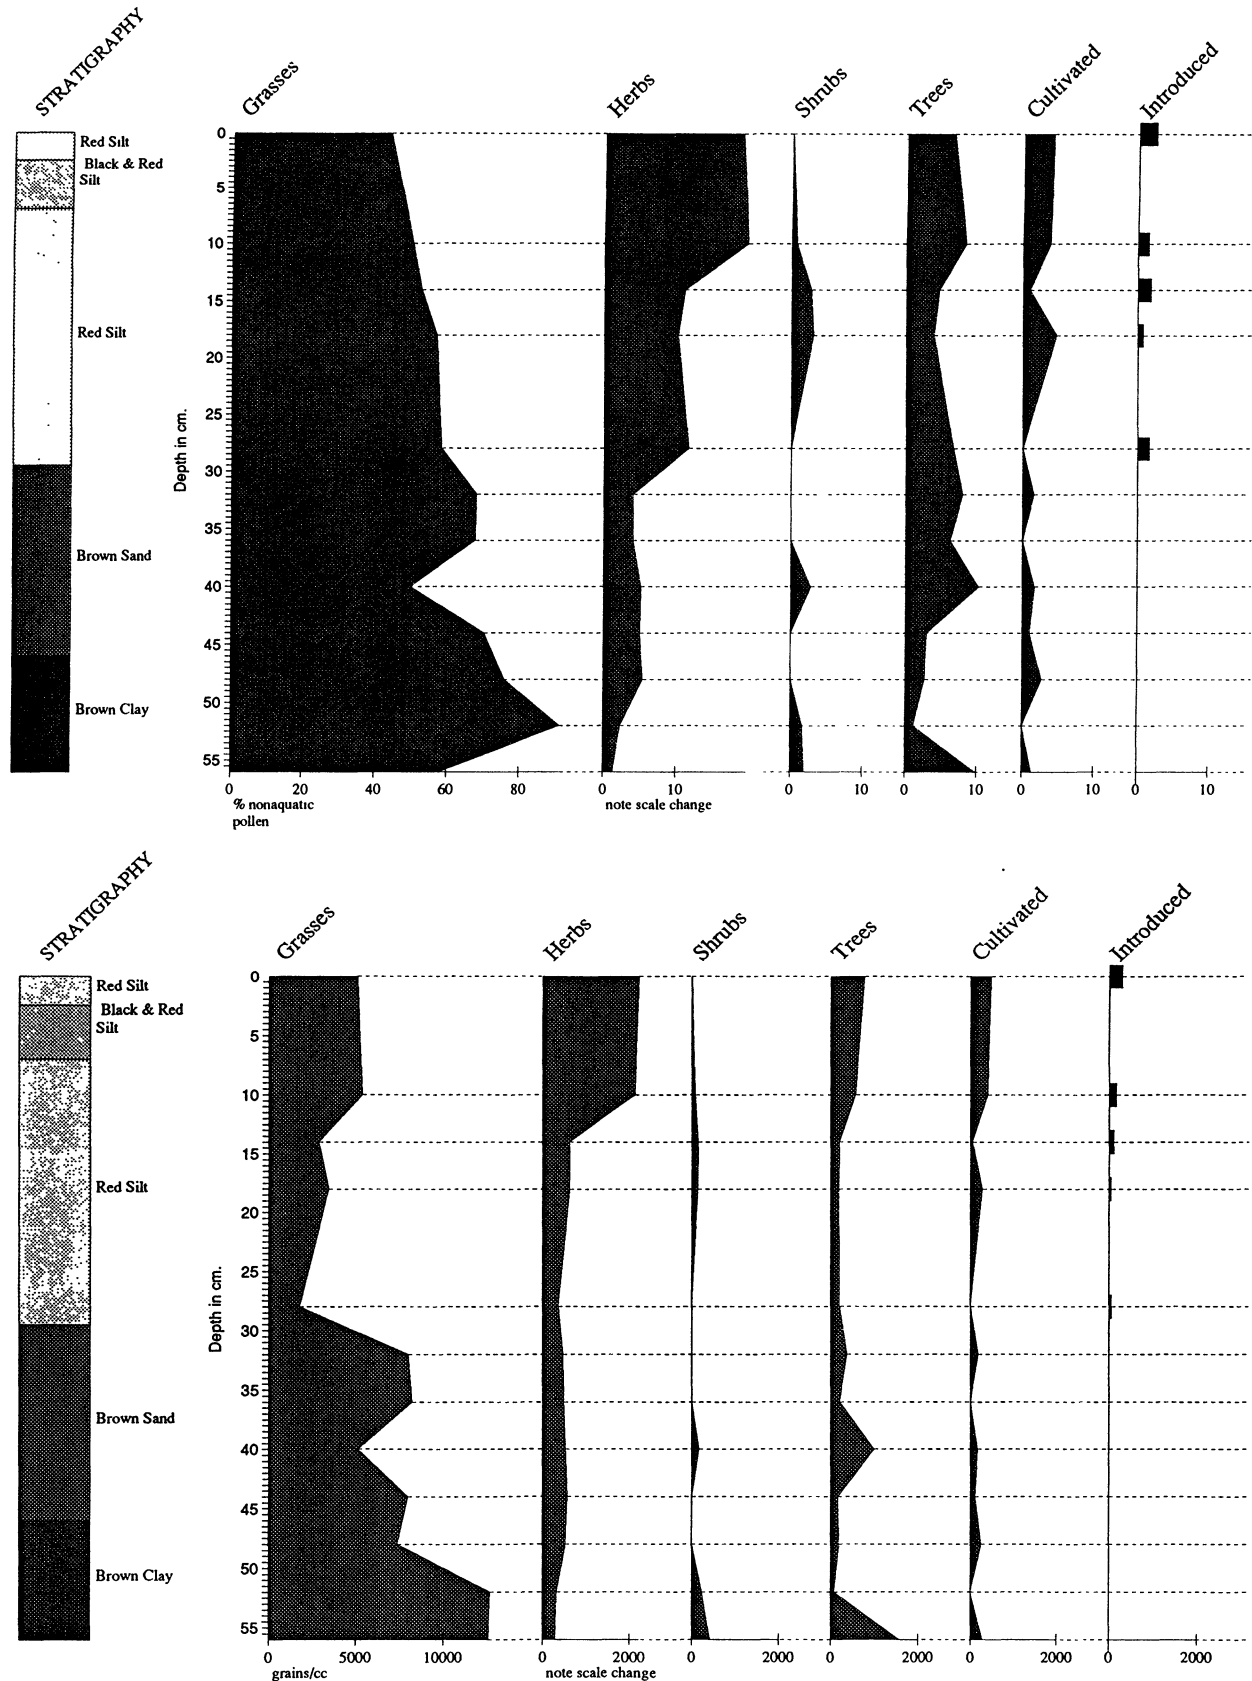 STRATIGRAPHY
Grasses
Herbs
Shrubs
Trees
Cultivated
Introduced
Red Silt
Black & Red
Silt
Red Silt
Brown Sand
Brown Clay
Depth in cm.
0
5
10
15
20
25
30
35
40
45
50
55
0 20 40 60 80 0 10 0 10 0 10 0 10 0 10
% nonaquatic
pollen
note scale change
STRATIGRAPHY
Grasses
Herbs
Shrubs
Trees
Cultivated
Introduced
Red Silt
Black & Red
Silt
Red Silt
Brown Sand
Brown Clay
Depth in cm.
0
5
10
15
20
25
30
35
40
45
50
55
0 5000 10000 0 2000 0 2000 0 2000 0 2000 0 2000
grains/cc note scale change